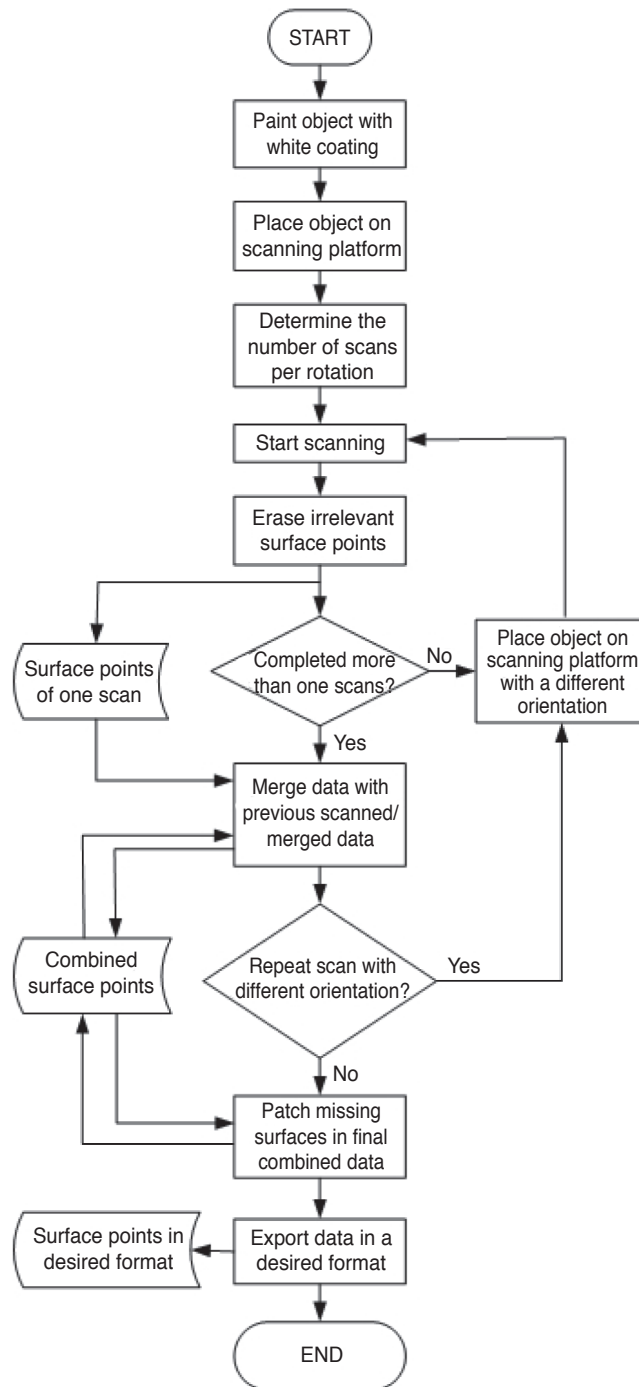 START
Paint object with
white coating
Place object on
scanning platform
Determine the
number of scans
per rotation
Start scanning
Erase irrelevant
surface points
Surface points
of one scan
Completed more
than one scans?
No
Place object on
scanning platform
with a different
orientation
Yes
Merge data with
previous scanned/
merged data
Combined
surface points
Repeat scan with
different orientation?
Yes
No
Patch missing
surfaces in final
combined data
Surface points in
desired format
Export data in a
desired format
END